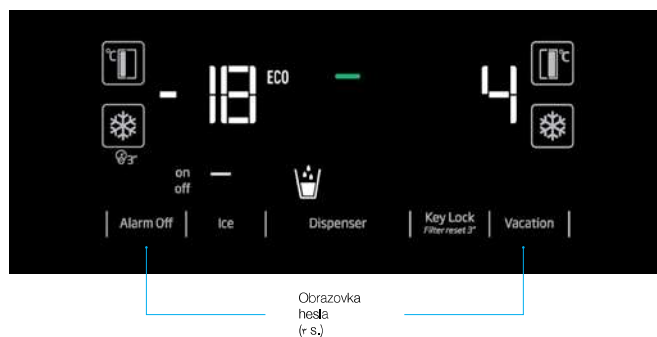 °C °C
- 18 ECO 4
3"
on
off
Alarm Off Ice Dispenser Key Lock Vacation
Filter reset 3"
Obrazovka
hesla
(r s.)